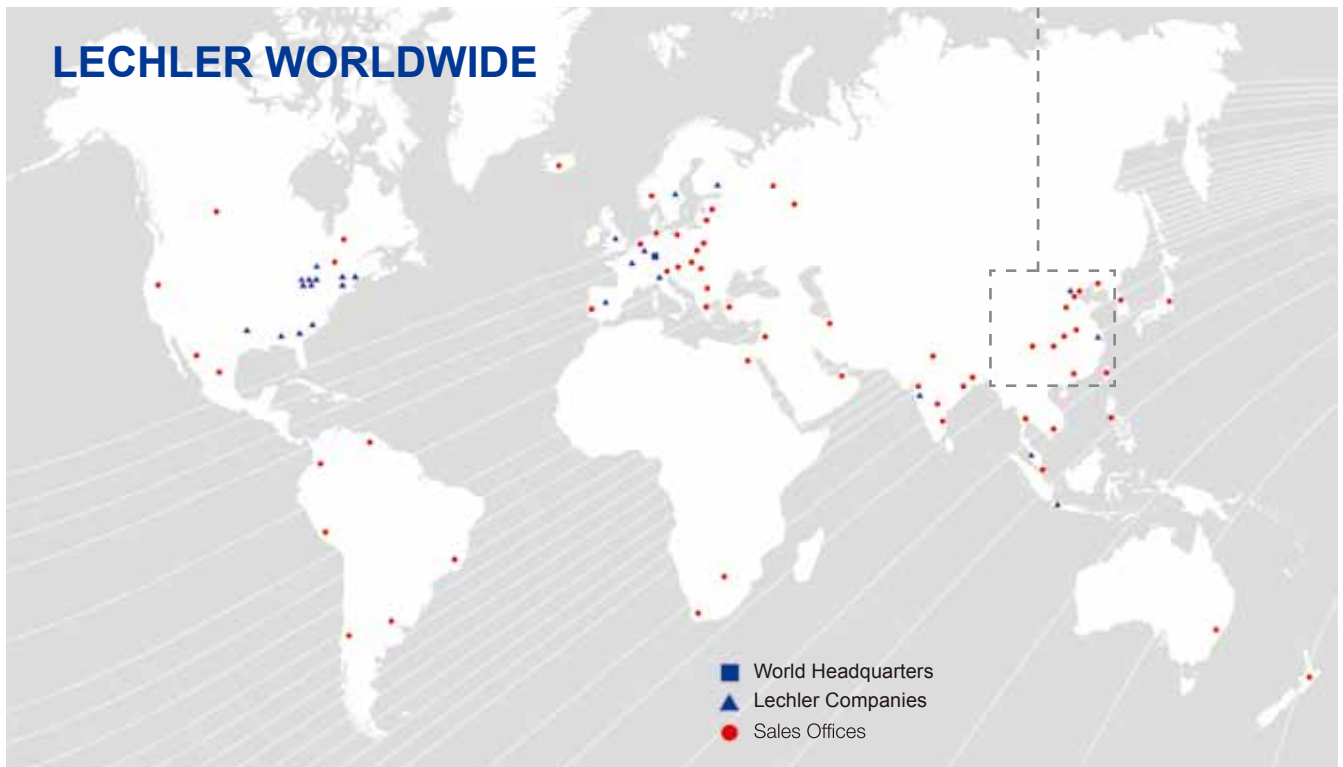 LECHLER WORLDWIDE
World Headquarters
Lechler Companies
Sales Offices